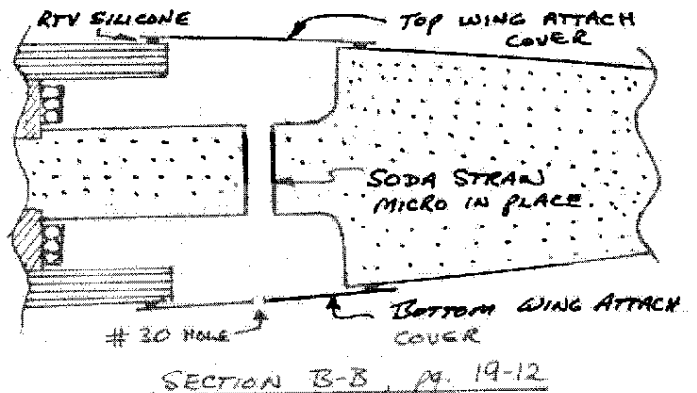 RTV SILICONE
TOP WING ATTACH
COVER
SODA STRAW
MICRO IN PLACE.
# 30 HOLE
BOTTOM WING ATTACH
COVER
SECTION B-B, pg. 19-12